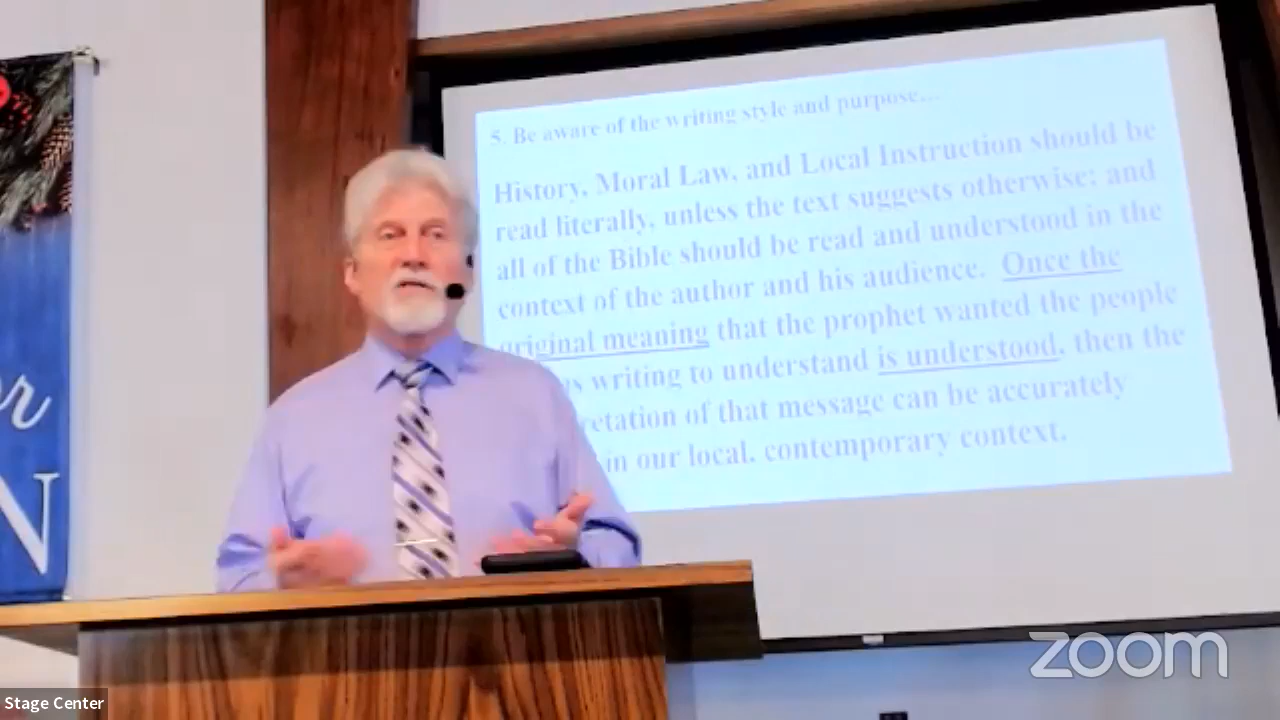 5. Be aware of the writing style and purpose...
History, Moral Law, and Local Instruction should be
read literally, unless the text suggests otherwise; and
all of the Bible should be read and understood in the
context of the author and his audience. Once the
original meaning that the prophet wanted the people
writing to understand is understood, then the
of that message can be accurately
in our local, contemporary context.
N
zoom
Stage Center